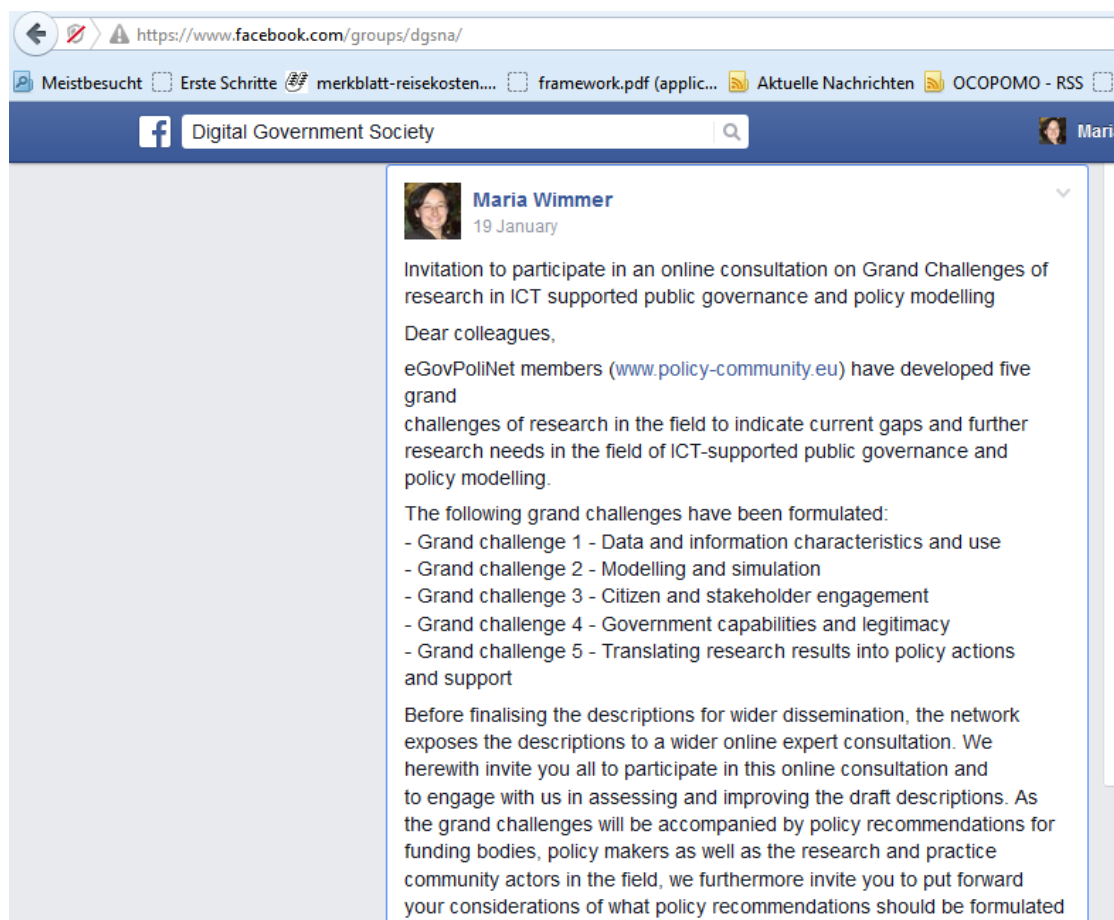 https://www.facebook.com/groups/dgsna/
Meistbesucht Erste Schritte merkblatt-reisekosten.... framework.pdf (applic... Aktuelle Nachrichten OCOPOMO - RSS
Digital Government Society
Maria
Maria Wimmer
19 January
Invitation to participate in an online consultation on Grand Challenges of
research in ICT supported public governance and policy modelling
Dear colleagues,
eGovPoliNet members (www.policy-community.eu) have developed five
grand
challenges of research in the field to indicate current gaps and further
research needs in the field of ICT-supported public governance and
policy modelling.
The following grand challenges have been formulated:
- Grand challenge 1 - Data and information characteristics and use
- Grand challenge 2 - Modelling and simulation
- Grand challenge 3 - Citizen and stakeholder engagement
- Grand challenge 4 - Government capabilities and legitimacy
- Grand challenge 5 - Translating research results into policy actions
and support
Before finalising the descriptions for wider dissemination, the network
exposes the descriptions to a wider online expert consultation. We
herewith invite you all to participate in this online consultation and
to engage with us in assessing and improving the draft descriptions. As
the grand challenges will be accompanied by policy recommendations for
funding bodies, policy makers as well as the research and practice
community actors in the field, we furthermore invite you to put forward
your considerations of what policy recommendations should be formulated